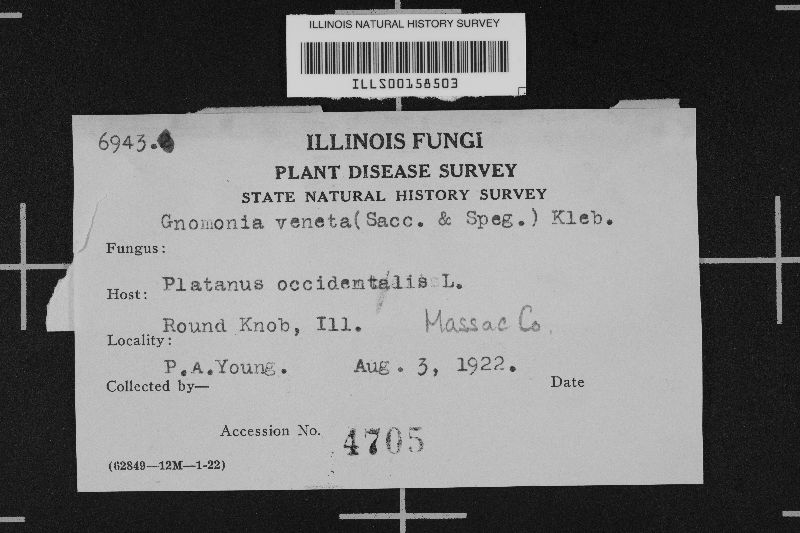 ILLINOIS NATURAL HISTORY SURVEY
ILLS00158503
6943.
ILLINOIS FUNGI
PLANT DISEASE SURVEY
STATE NATURAL HISTORY SURVEY
Gnomonia veneta(Sacc. & Speg.) Kleb.
Fungus:
Platanus occidentalis L.
Host:
Round Knob, Ill. Massac Co.
Locality:
P.A.Young. Aug. 3, 1922.
Collected by— Date
Accession No. 4705
(62849—12M—1-22)